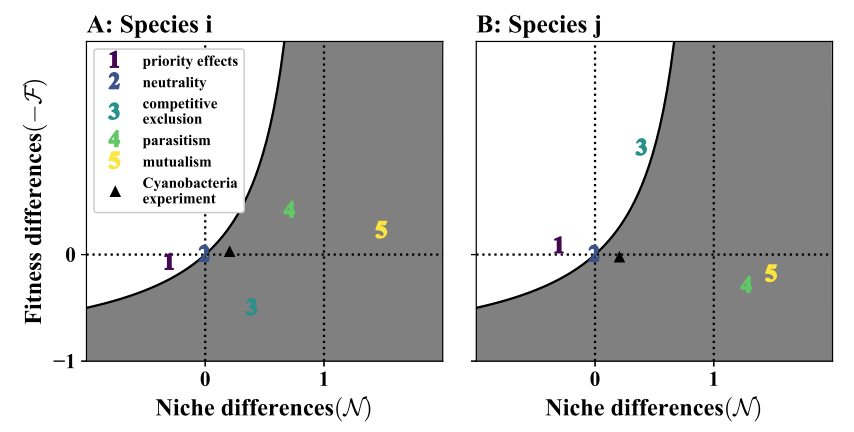 A: Species i
B: Species j
1 priority effects
2 neutrality
3 competitive
exclusion
4 parasitism
5 mutualism
Cyanobacteria
experiment
Fitness differences(−ℱ)
0
−1
1
2
3
4
5
0
1
Niche differences(𝒩)
1
2
3
4
5
0
1
Niche differences(𝒩)